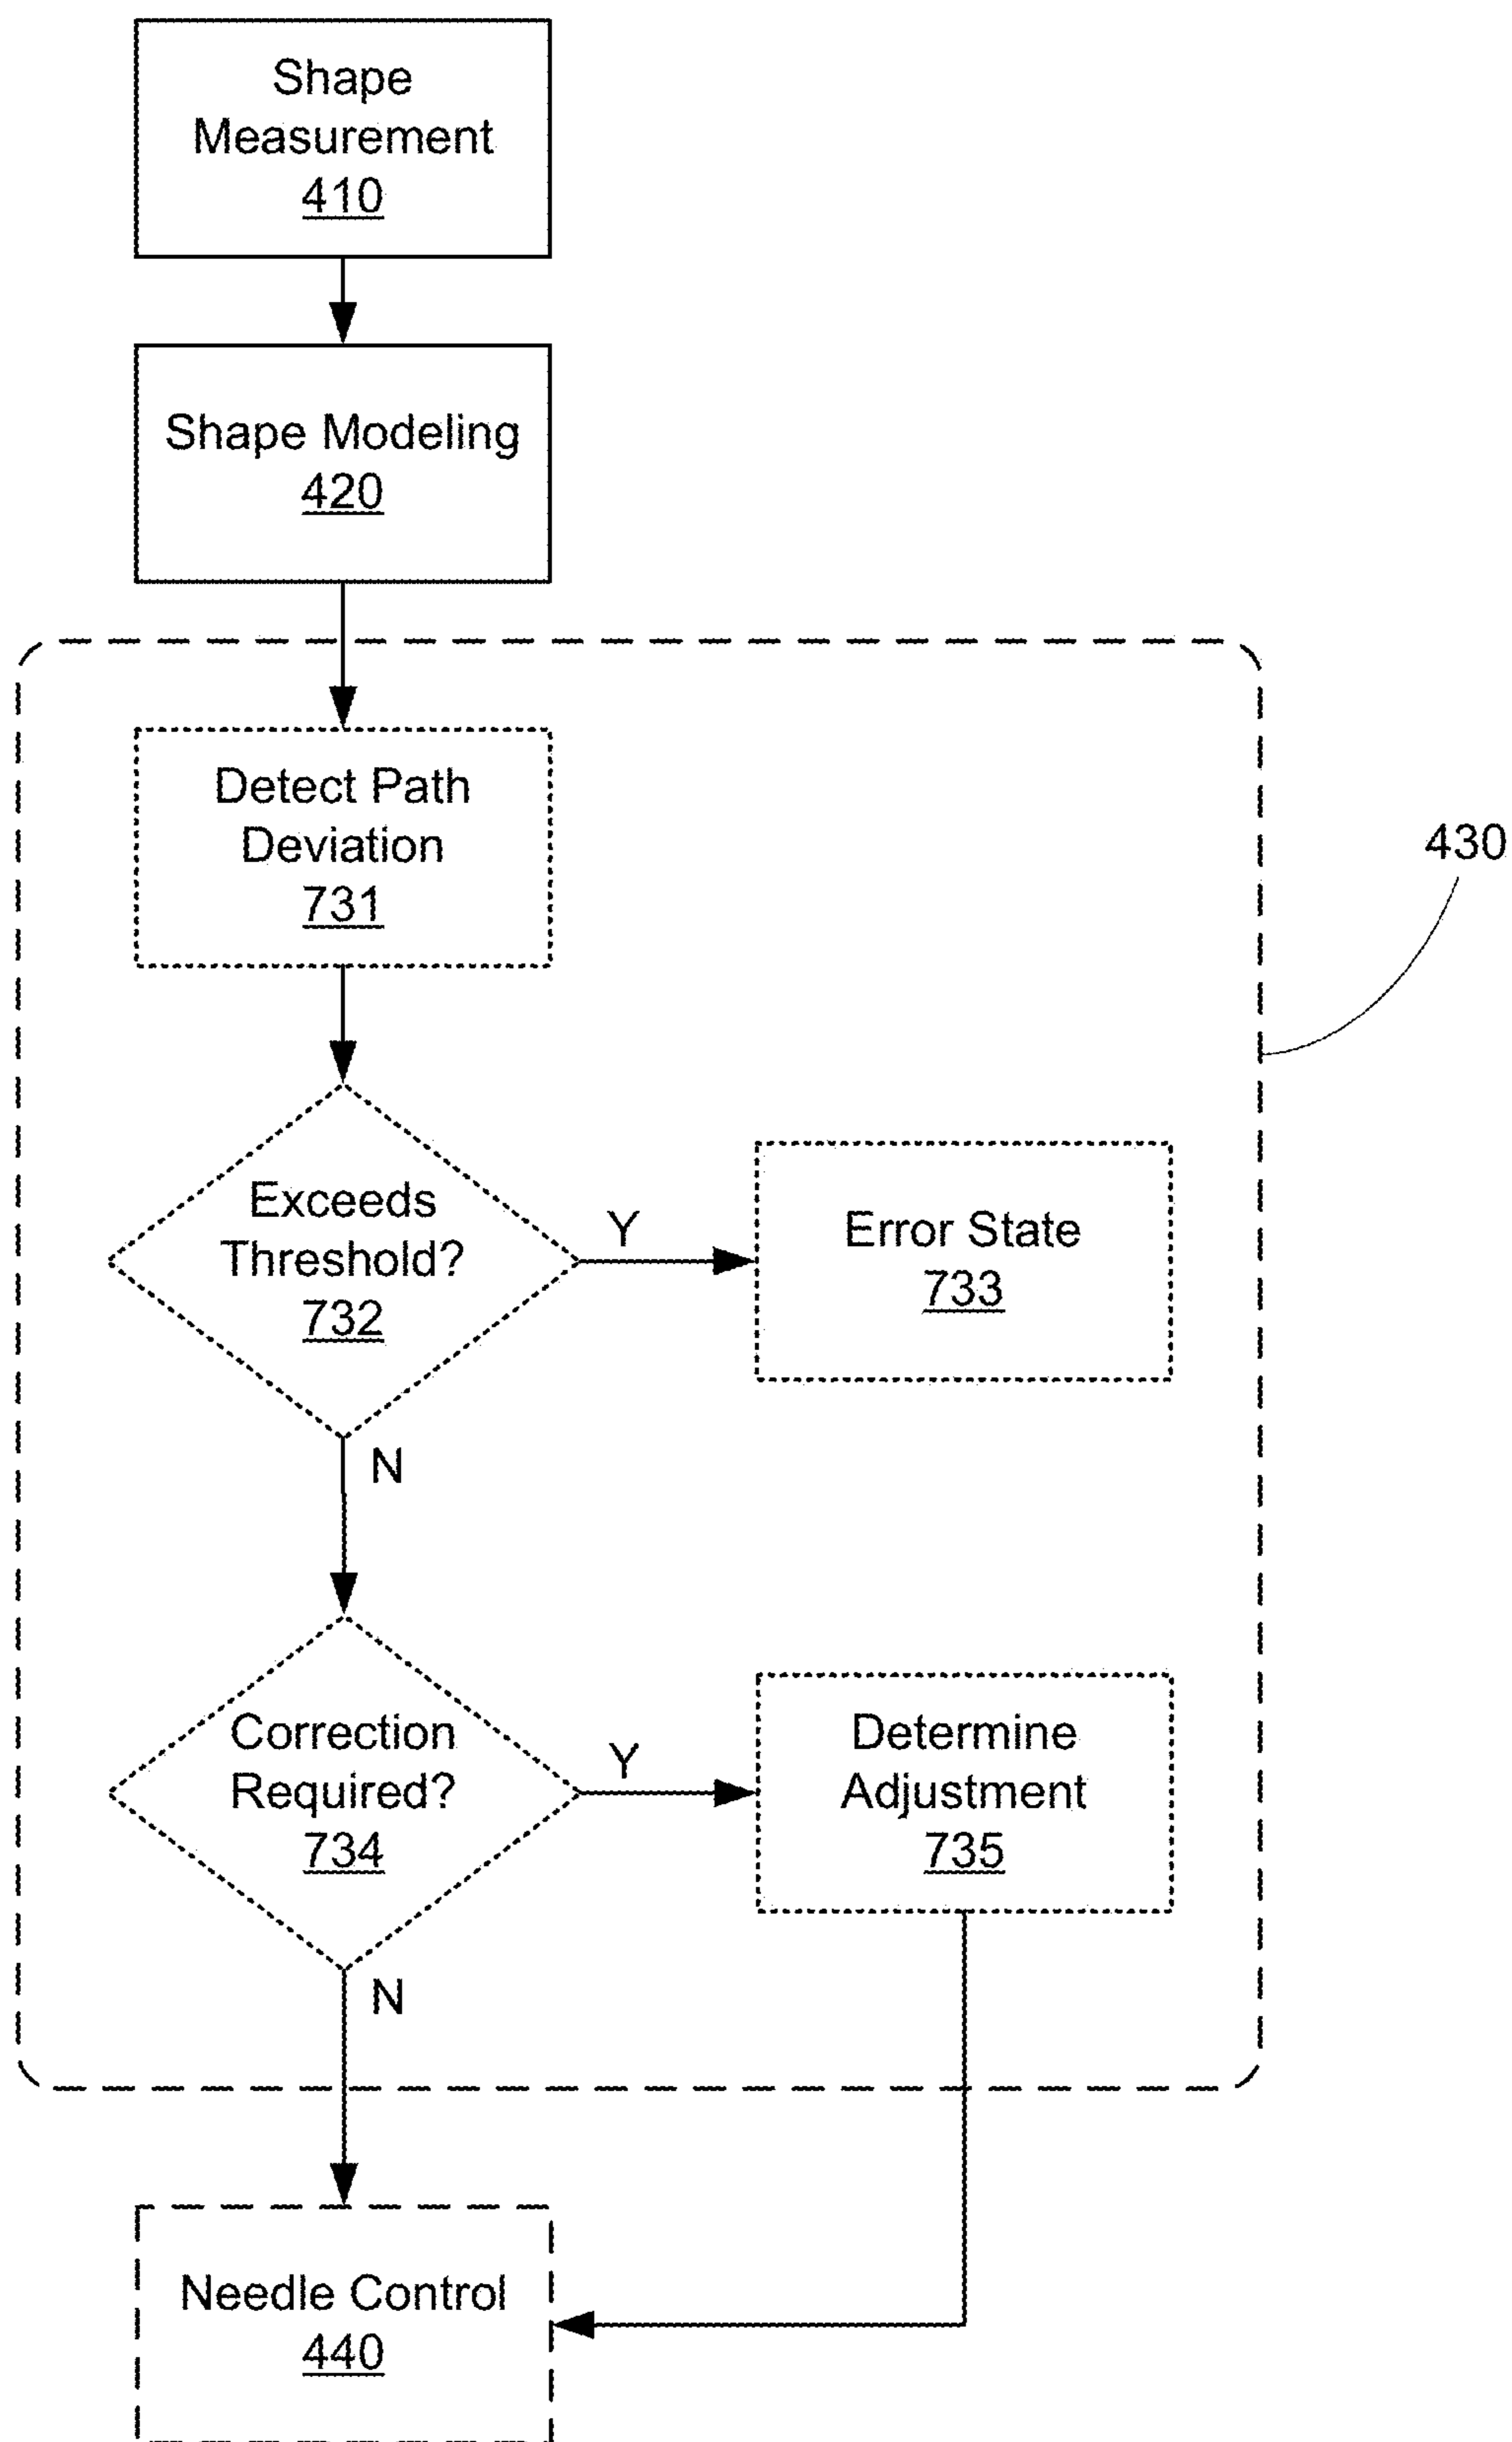 Shape
Measurement
410
Shape Modeling
420
Detect Path
Deviation
731
430
Exceeds
Threshold?
732
Y
Error State
733
N
Correction
Required?
734
Y
Determine
Adjustment
735
N
Needle Control
440